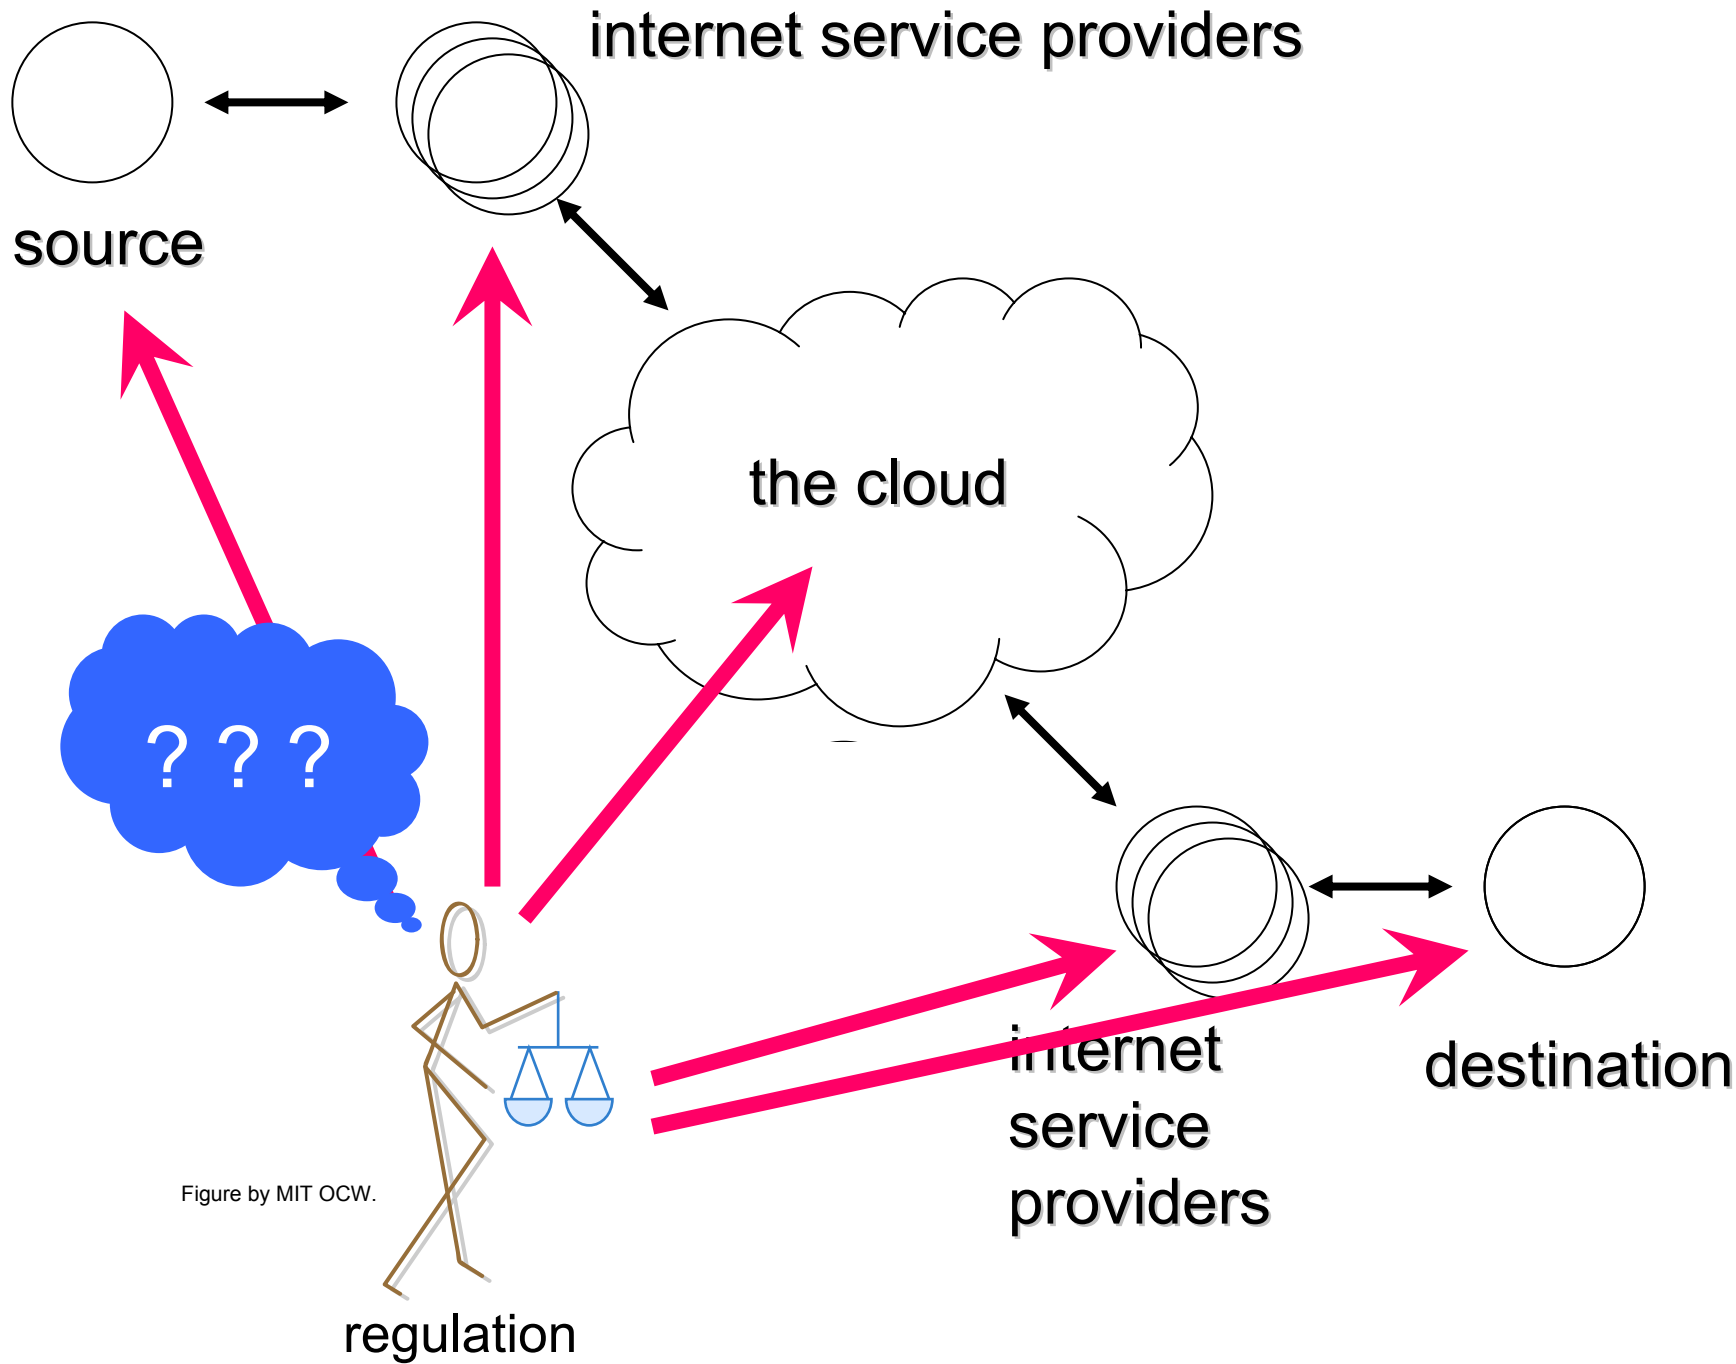 internet service providers
source
the cloud
? ? ?
internet
service
providers
destination
Figure by MIT OCW.
regulation